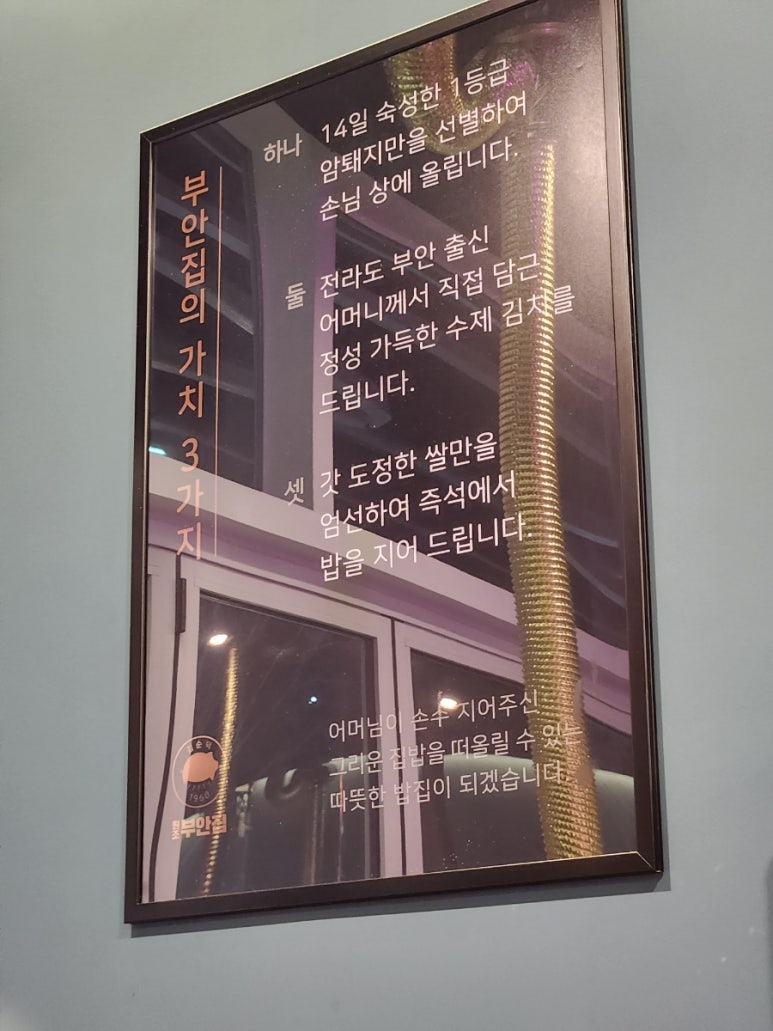 부안집의 가치 3가지
하나
14일 숙성한 1등급
암퇘지만을 선별하여
손님 상에 올립니다.
둘
전라도 부안 출신
어머니께서 직접 담근
정성 가득한 수제 김치를
드립니다.
셋
갓 도정한 쌀만을
엄선하여 즉석에서
밥을 지어 드립니다.
어머님이 손수 지어주신
그리운 집밥을 떠올릴 수 있는
따뜻한 밥집이 되겠습니다.
1968
부안집